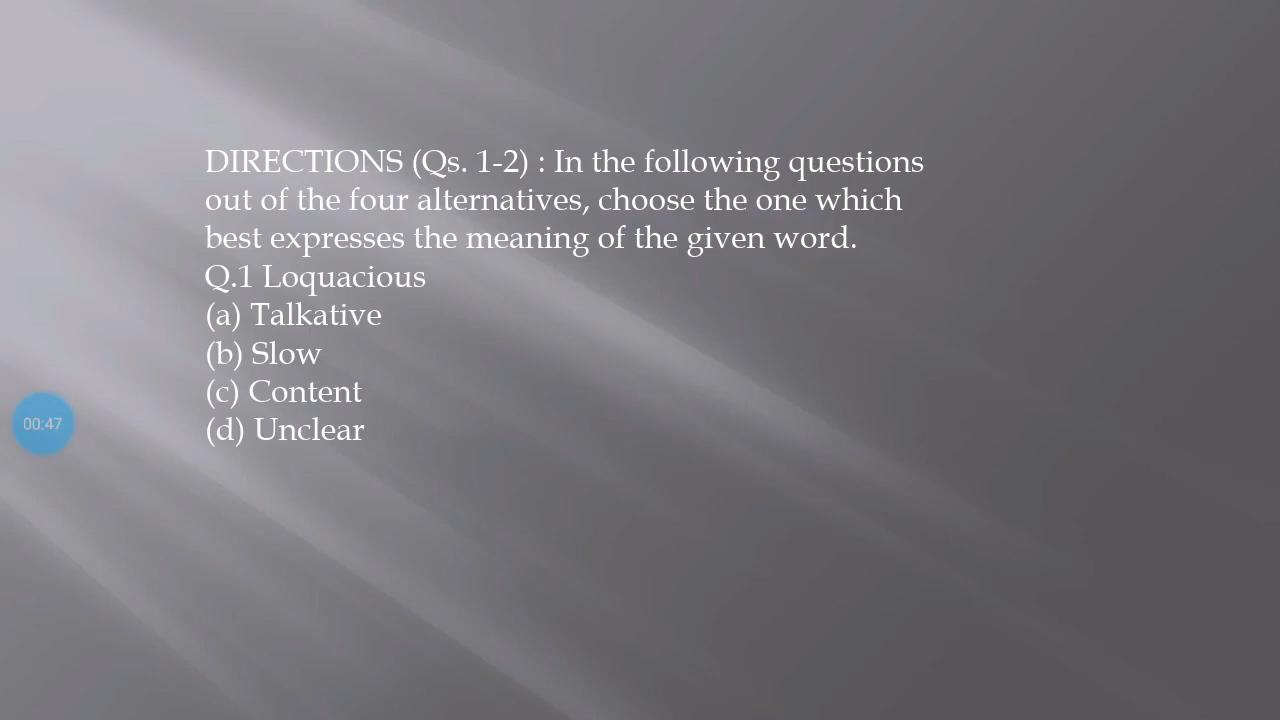 DIRECTIONS (Qs. 1-2) : In the following questions
out of the four alternatives, choose the one which
best expresses the meaning of the given word.
Q.1 Loquacious
(a) Talkative
(b) Slow
(c) Content
(d) Unclear
00:47